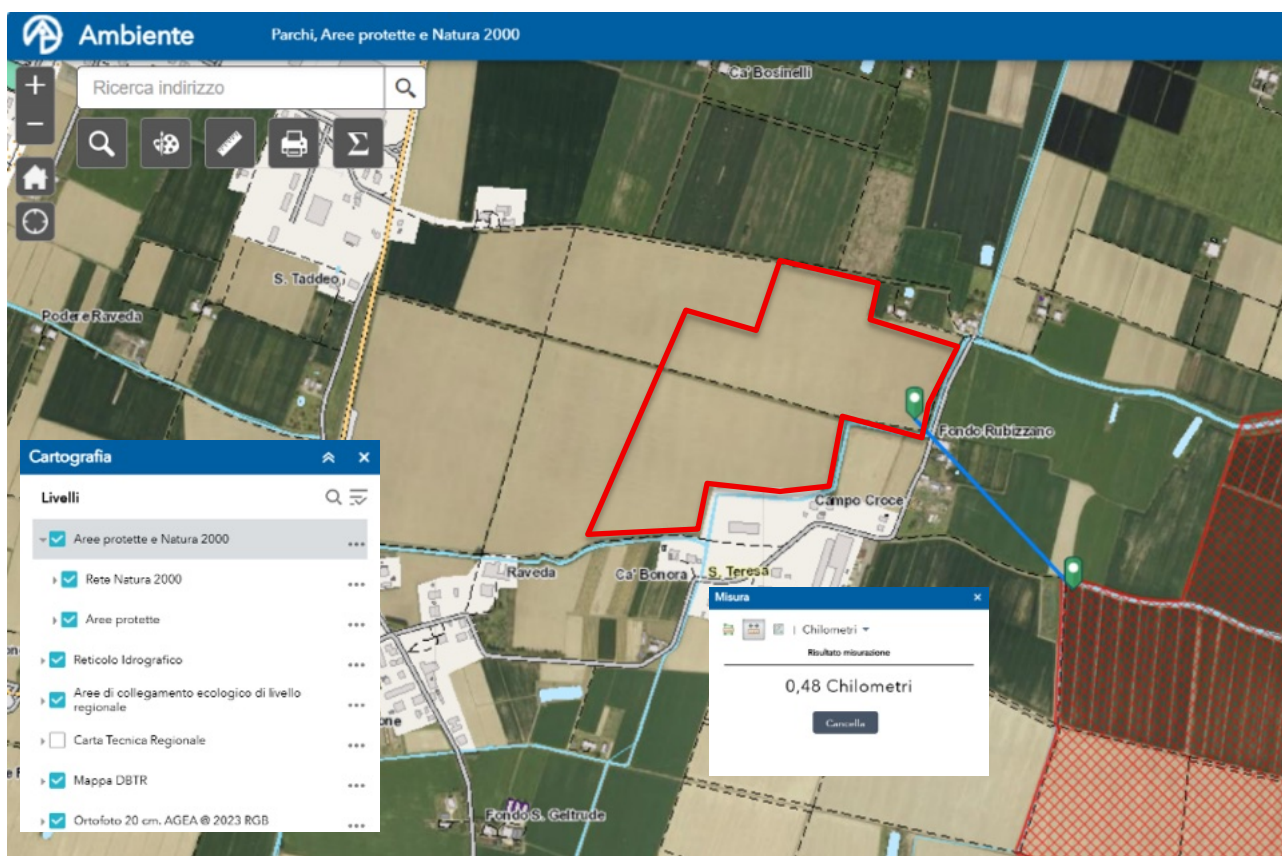 Ambiente
Parchi, Aree protette e Natura 2000
Ricerca indirizzo
Ca' Bosinelli
S. Taddeo
Podere Raveda
Fondo Rubizzano
Campo Croce
Raveda
Ca' Bonora
S. Teresa
Fondo S. Geltrude
Cartografia
Livelli
Aree protette e Natura 2000
Rete Natura 2000
Aree protette
Reticolo Idrografico
Aree di collegamento ecologico di livello
regionale
Carta Tecnica Regionale
Mappa DBTR
Ortofoto 20 cm. AGEA @ 2023 RGB
Misura
Chilometri
Risultato misurazione
0,48 Chilometri
Cancella